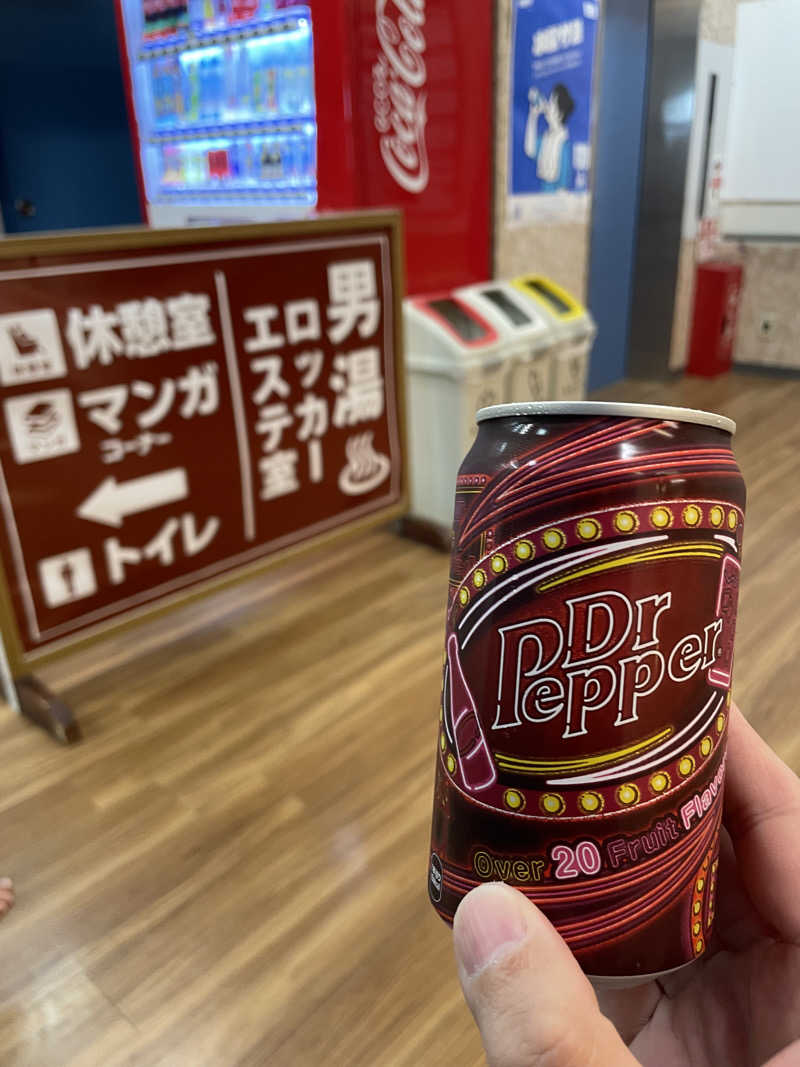 Coca-Cola
休憩室
マンガ
コーナー
トイレ
男湯
ロッカー
エステ室
Dr
Pepper
Over 20 Fruit Flavo